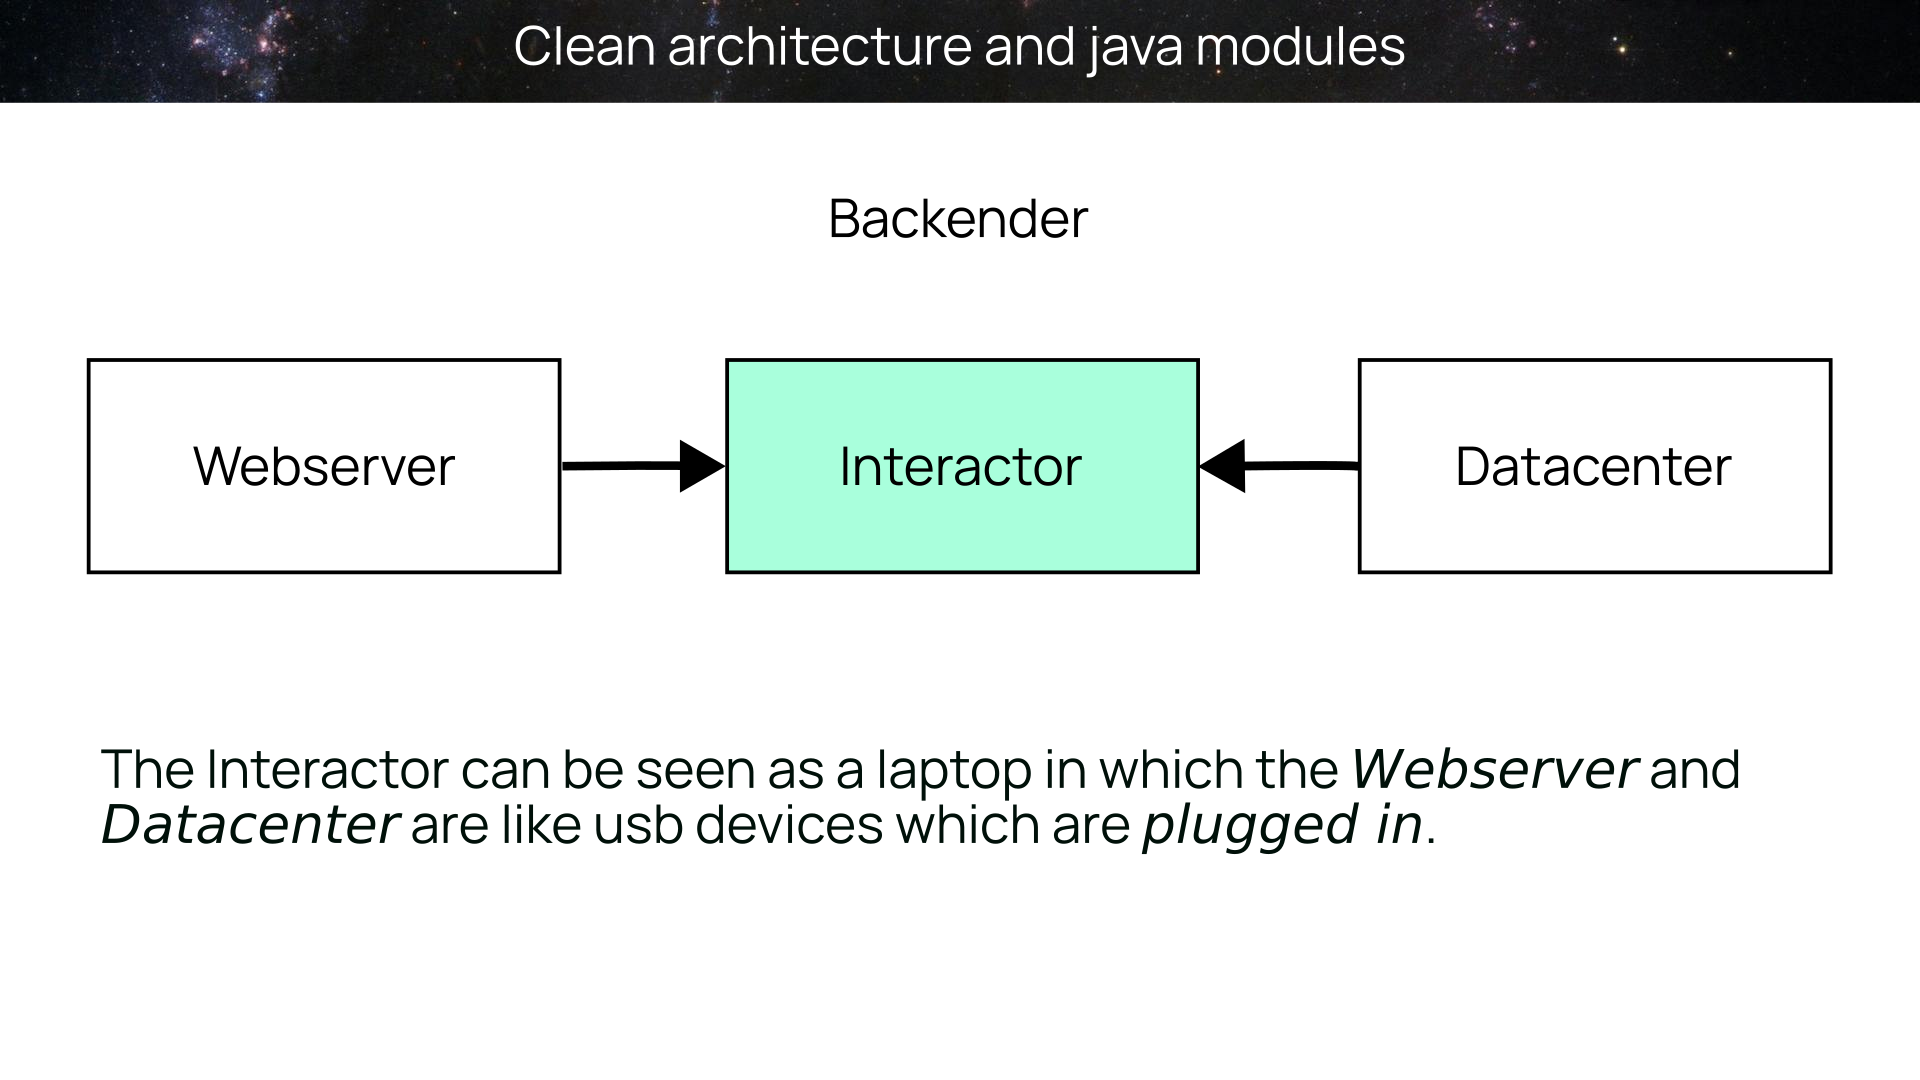 Clean architecture and java modules
Backender
Webserver
Interactor
Datacenter
The Interactor can be seen as a laptop in which the Webserver and
Datacenter are like usb devices which are plugged in.